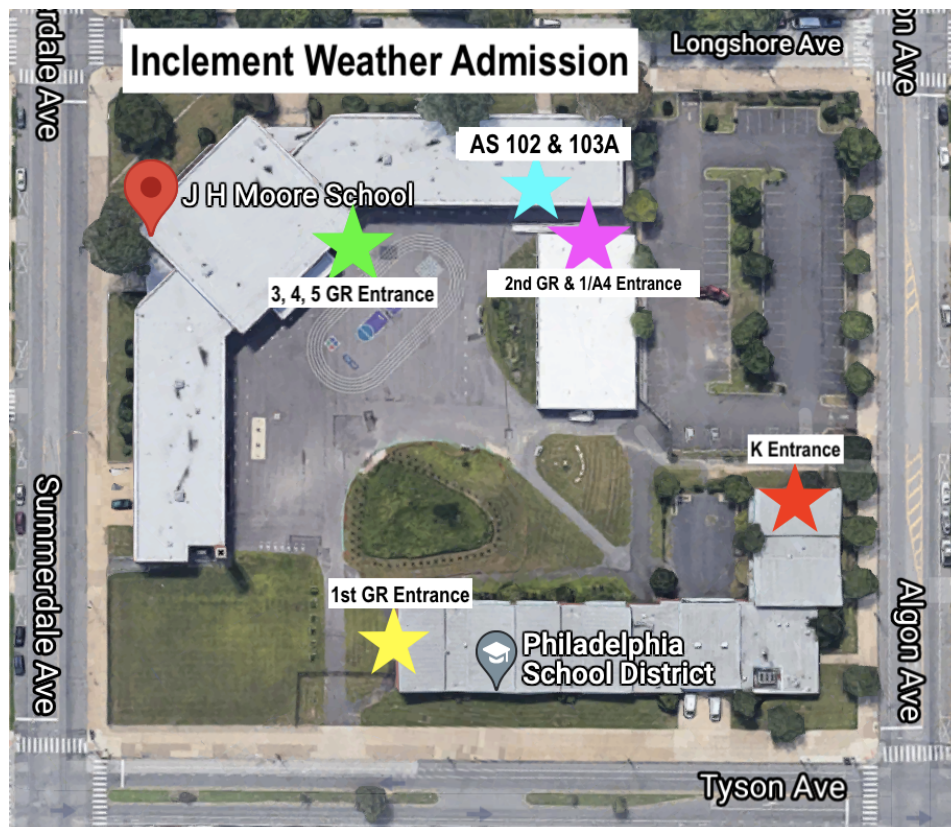 erdale Ave
on Ave
Inclement Weather Admission
Longshore Ave
AS 102 & 103A
J H Moore School
2nd GR & 1/A4 Entrance
3, 4, 5 GR Entrance
K Entrance
Summerdale Ave
1st GR Entrance
Algon Ave
Philadelphia
School District
Tyson Ave